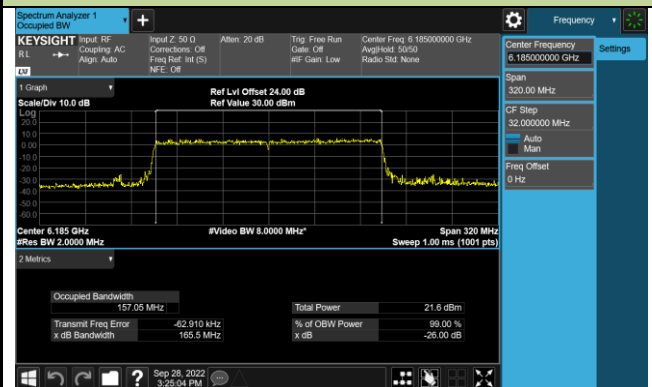 Spectrum Analyzer 1
Occupied BW
Frequency
KEYSIGHT
RL
Input: RF
Coupling: AC
Align: Auto
Input Z: 50 Ω
Corrections: Off
Freq Ref: Int (S)
NFE: Off
Atten: 20 dB
Trig: Free Run
Gate: Off
#IF Gain: Low
Center Freq: 6.185000000 GHz
Avg|Hold: 50/50
Radio Std: None
LXI
Center Frequency
6.185000000 GHz
Settings
Span
320.00 MHz
CF Step
32.000000 MHz
Auto
Man
Freq Offset
0 Hz
1 Graph
Scale/Div 10.0 dB
Ref Lvl Offset 24.00 dB
Ref Value 30.00 dBm
Log
20.0
10.0
0.00
-10.0
-20.0
-30.0
-40.0
-50.0
-60.0
Center 6.185 GHz
#Res BW 2.0000 MHz
#Video BW 8.0000 MHz*
Span 320 MHz
Sweep 1.00 ms (1001 pts)
2 Metrics
Occupied Bandwidth
157.05 MHz
Total Power 21.6 dBm
Transmit Freq Error -62.910 kHz
% of OBW Power 99.00 %
x dB Bandwidth 165.5 MHz
x dB -26.00 dB
?
Sep 28, 2022
3:25:04 PM